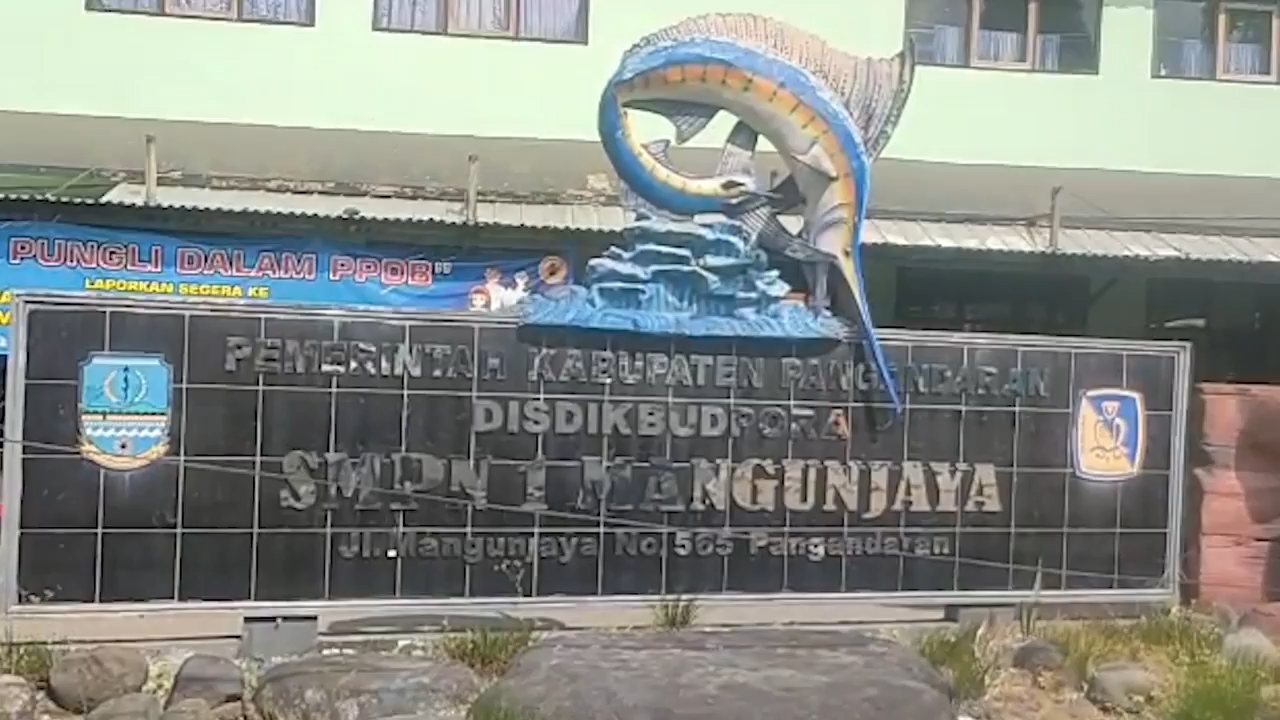 PUNGLI DALAM PPDB"
LAPORKAN SEGERA KE
PEMERINTAH KABUPATEN PANGANDARAN
DISDIKBUDPORA
SMPN 1 MANGUNJAYA
Jl. Mangunjaya No. 565 Pangandaran